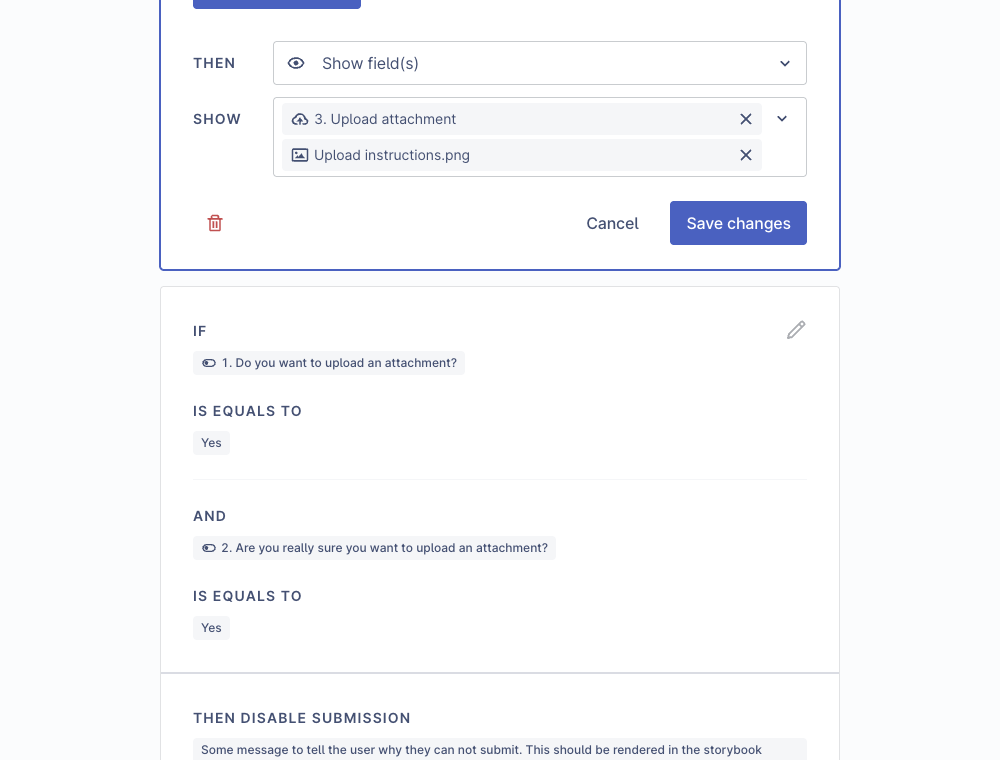 THEN
Show field(s)
SHOW
3. Upload attachment
Upload instructions.png
Cancel
Save changes
IF
1. Do you want to upload an attachment?
IS EQUALS TO
Yes
AND
2. Are you really sure you want to upload an attachment?
IS EQUALS TO
Yes
THEN DISABLE SUBMISSION
Some message to tell the user why they can not submit. This should be rendered in the storybook